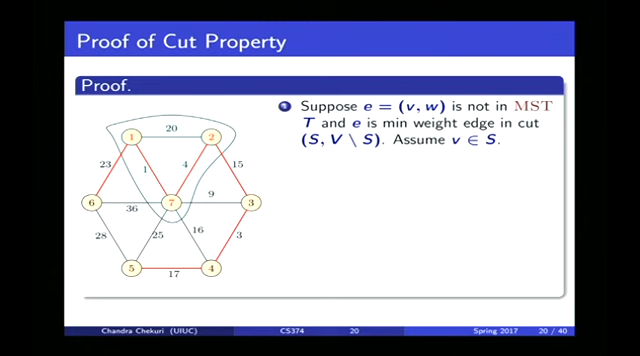 Proof of Cut Property
Proof.
1 Suppose e = (v, w) is not in MST
T and e is min weight edge in cut
(S, V \ S). Assume v ∈ S.
20
1 2
23 1 4 15
9
6 7 3
36
28 25 16 3
5 4
17
Chandra Chekuri (UIUC) CS374 20 Spring 2017 20 / 40